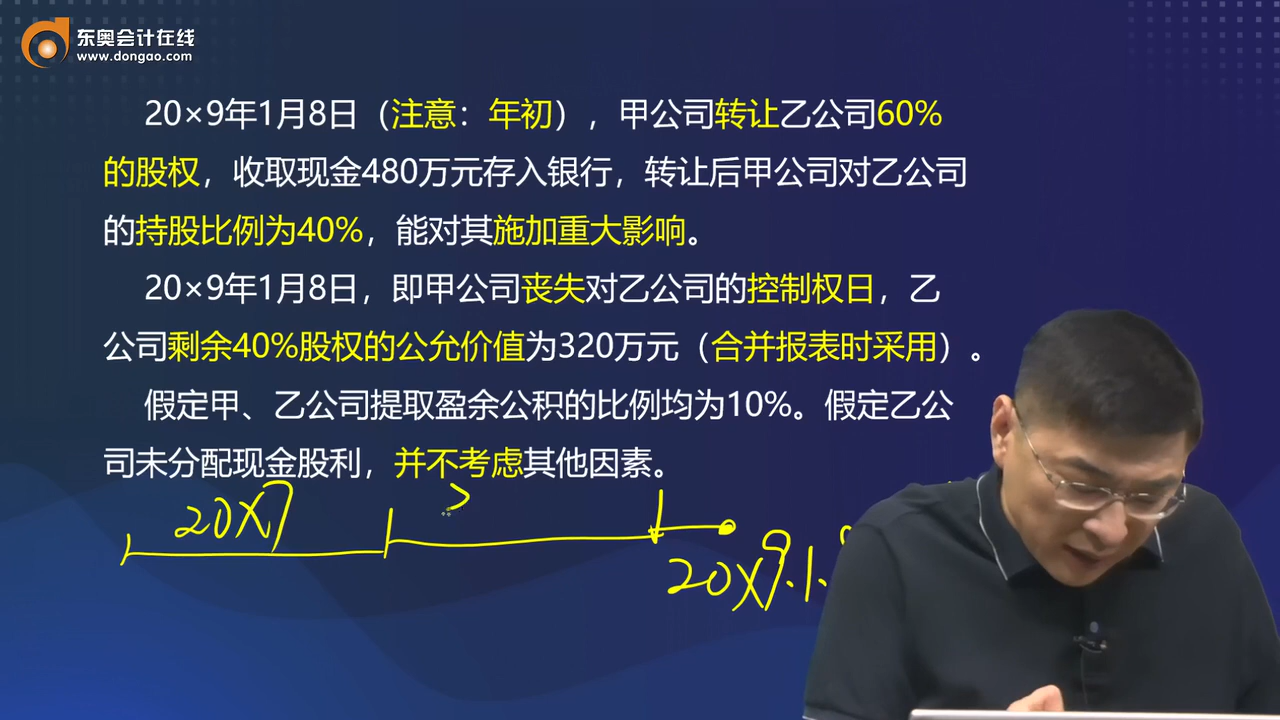 东奥会计在线
www.dongao.com
20×9年1月8日（注意：年初），甲公司转让乙公司60%
的股权，收取现金480万元存入银行，转让后甲公司对乙公司
的持股比例为40%，能对其施加重大影响。
20×9年1月8日，即甲公司丧失对乙公司的控制权日，乙
公司剩余40%股权的公允价值为320万元（合并报表时采用）。
假定甲、乙公司提取盈余公积的比例均为10%。假定乙公
司未分配现金股利，并不考虑其他因素。
20×7
20×9.1.